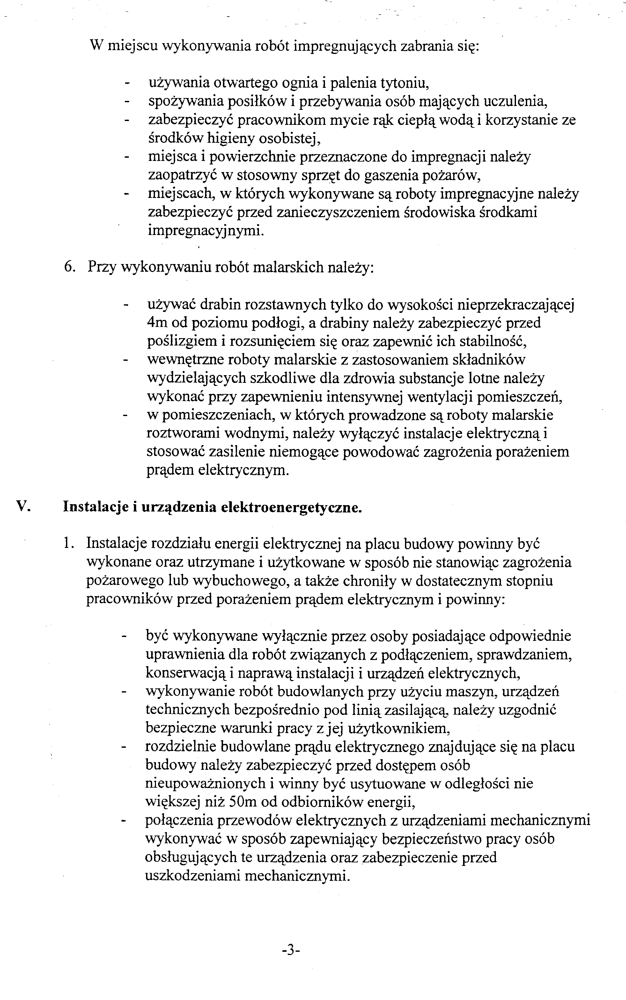 W miejscu wykonywania robót impregnujących zabrania się:
- używania otwartego ognia i palenia tytoniu,
- spożywania posiłków i przebywania osób mających uczulenia,
- zabezpieczyć pracownikom mycie rąk ciepłą wodą i korzystanie ze
środków higieny osobistej,
- miejsca i powierzchnie przeznaczone do impregnacji należy
zaopatrzyć w stosowny sprzęt do gaszenia pożarów,
- miejscach, w których wykonywane są roboty impregnacyjne należy
zabezpieczyć przed zanieczyszczeniem środowiska środkami
impregnacyjnymi.
6. Przy wykonywaniu robót malarskich należy:
- używać drabin rozstawnych tylko do wysokości nieprzekraczającej
4m od poziomu podłogi, a drabiny należy zabezpieczyć przed
poślizgiem i rozsunięciem się oraz zapewnić ich stabilność,
- wewnętrzne roboty malarskie z zastosowaniem składników
wydzielających szkodliwe dla zdrowia substancje lotne należy
wykonać przy zapewnieniu intensywnej wentylacji pomieszczeń,
- w pomieszczeniach, w których prowadzone są roboty malarskie
roztworami wodnymi, należy wyłączyć instalacje elektryczną i
stosować zasilenie niemogące powodować zagrożenia porażeniem
prądem elektrycznym.
V. Instalacje i urządzenia elektroenergetyczne.
1. Instalacje rozdziału energii elektrycznej na placu budowy powinny być
wykonane oraz utrzymane i użytkowane w sposób nie stanowiąc zagrożenia
pożarowego lub wybuchowego, a także chroniły w dostatecznym stopniu
pracowników przed porażeniem prądem elektrycznym i powinny:
- być wykonywane wyłącznie przez osoby posiadające odpowiednie
uprawnienia dla robót związanych z podłączeniem, sprawdzaniem,
konserwacją i naprawą instalacji i urządzeń elektrycznych,
- wykonywanie robót budowlanych przy użyciu maszyn, urządzeń
technicznych bezpośrednio pod linią zasilającą, należy uzgodnić
bezpieczne warunki pracy z jej użytkownikiem,
- rozdzielnie budowlane prądu elektrycznego znajdujące się na placu
budowy należy zabezpieczyć przed dostępem osób
nieupoważnionych i winny być usytuowane w odległości nie
większej niż 50m od odbiorników energii,
- połączenia przewodów elektrycznych z urządzeniami mechanicznymi
wykonywać w sposób zapewniający bezpieczeństwo pracy osób
obsługujących te urządzenia oraz zabezpieczenie przed
uszkodzeniami mechanicznymi.
-3-